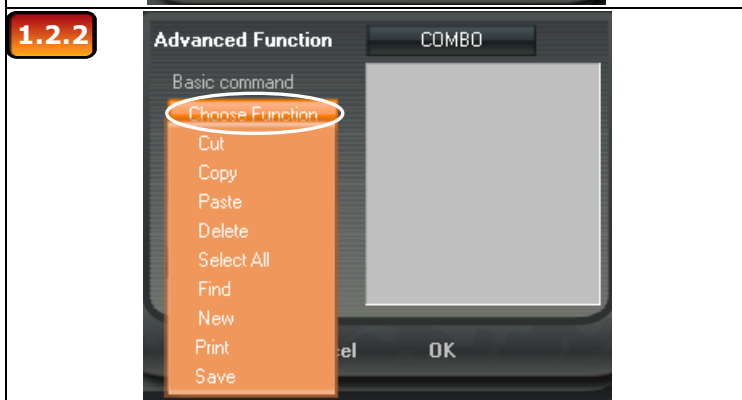 1.2.2
Advanced Function COMBO
Basic command
Choose Function
Cut
Copy
Paste
Delete
Select All
Find
New
Print
Save
OK